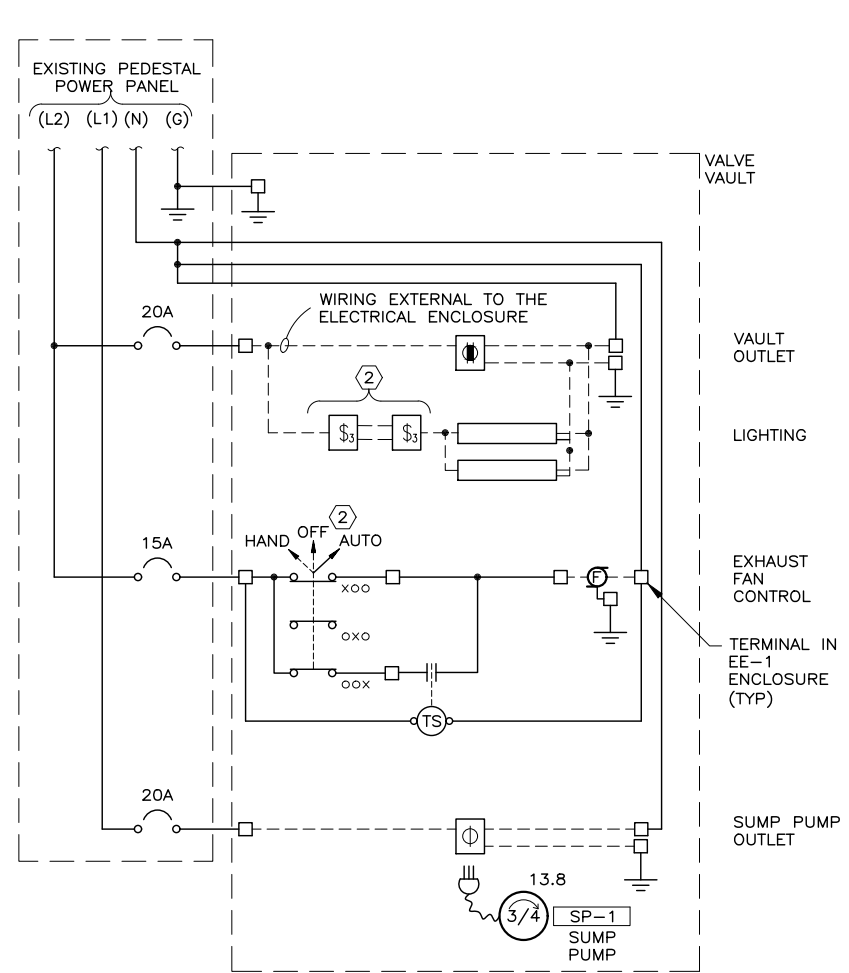 EXISTING PEDESTAL
POWER PANEL
(L2) (L1) (N) (G)
VALVE
VAULT
20A
WIRING EXTERNAL TO THE
ELECTRICAL ENCLOSURE
VAULT
OUTLET
2
$3 $3
LIGHTING
15A
HAND OFF AUTO
2
XOO
F
EXHAUST
FAN
CONTROL
OXO
OOX
TERMINAL IN
EE-1
ENCLOSURE
(TYP)
TS
20A
SUMP PUMP
OUTLET
13.8
3/4
SP-1
SUMP
PUMP